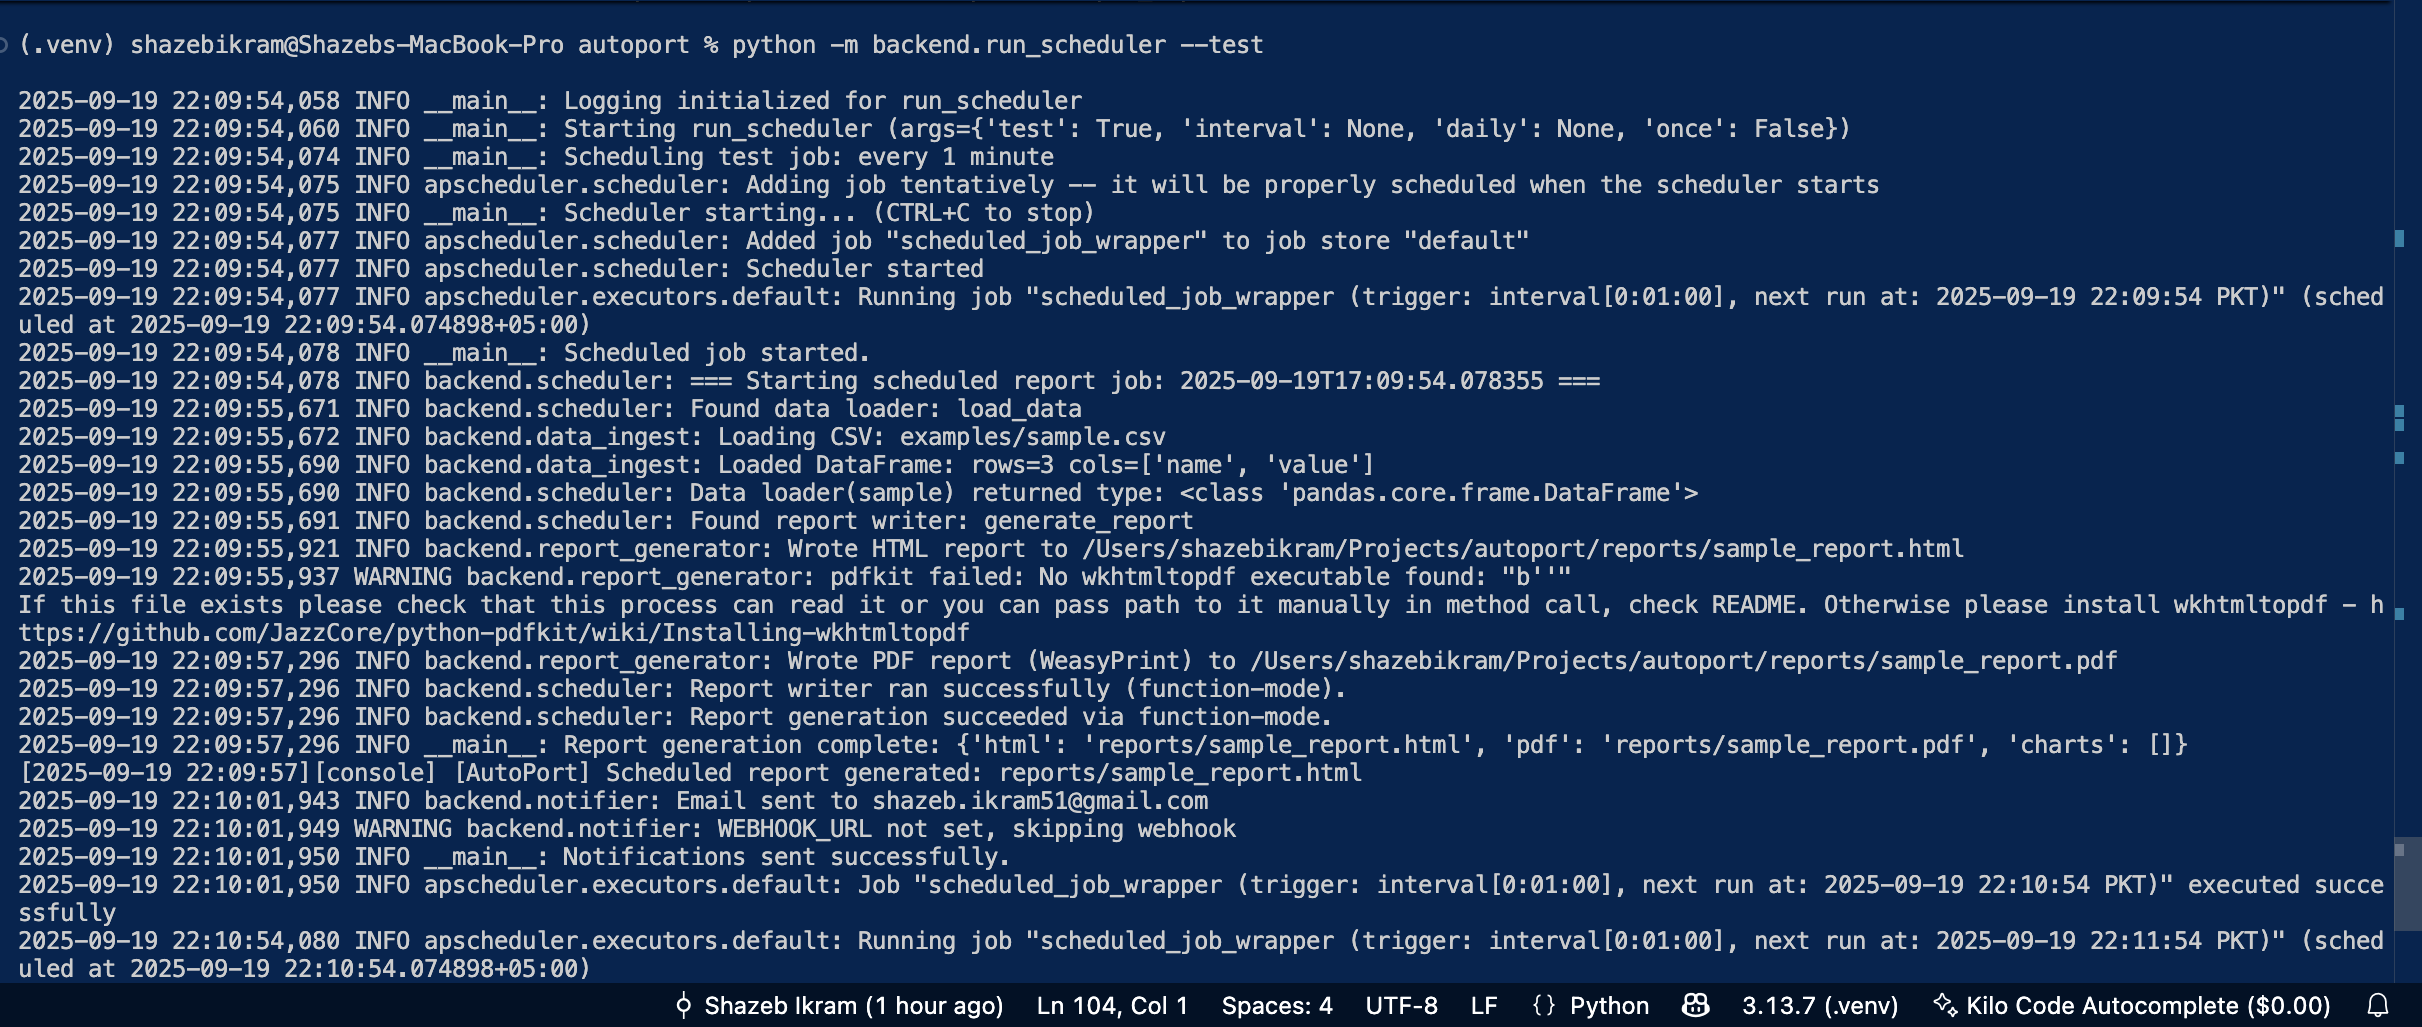 (.venv) shazebikram@Shazebs-MacBook-Pro autoport % python -m backend.run_scheduler --test
2025-09-19 22:09:54,058 INFO __main__: Logging initialized for run_scheduler
2025-09-19 22:09:54,060 INFO __main__: Starting run_scheduler (args={'test': True, 'interval': None, 'daily': None, 'once': False})
2025-09-19 22:09:54,074 INFO __main__: Scheduling test job: every 1 minute
2025-09-19 22:09:54,075 INFO apscheduler.scheduler: Adding job tentatively -- it will be properly scheduled when the scheduler starts
2025-09-19 22:09:54,075 INFO __main__: Scheduler starting... (CTRL+C to stop)
2025-09-19 22:09:54,077 INFO apscheduler.scheduler: Added job "scheduled_job_wrapper" to job store "default"
2025-09-19 22:09:54,077 INFO apscheduler.scheduler: Scheduler started
2025-09-19 22:09:54,077 INFO apscheduler.executors.default: Running job "scheduled_job_wrapper (trigger: interval[0:01:00], next run at: 2025-09-19 22:09:54 PKT)" (sched
uled at 2025-09-19 22:09:54.074898+05:00)
2025-09-19 22:09:54,078 INFO __main__: Scheduled job started.
2025-09-19 22:09:54,078 INFO backend.scheduler: === Starting scheduled report job: 2025-09-19T17:09:54.078355 ===
2025-09-19 22:09:55,671 INFO backend.scheduler: Found data loader: load_data
2025-09-19 22:09:55,672 INFO backend.data_ingest: Loading CSV: examples/sample.csv
2025-09-19 22:09:55,690 INFO backend.data_ingest: Loaded DataFrame: rows=3 cols=['name', 'value']
2025-09-19 22:09:55,690 INFO backend.scheduler: Data loader(sample) returned type: <class 'pandas.core.frame.DataFrame'>
2025-09-19 22:09:55,691 INFO backend.scheduler: Found report writer: generate_report
2025-09-19 22:09:55,921 INFO backend.report_generator: Wrote HTML report to /Users/shazebikram/Projects/autoport/reports/sample_report.html
2025-09-19 22:09:55,937 WARNING backend.report_generator: pdfkit failed: No wkhtmltopdf executable found: "b''"
If this file exists please check that this process can read it or you can pass path to it manually in method call, check README. Otherwise please install wkhtmltopdf - h
ttps://github.com/JazzCore/python-pdfkit/wiki/Installing-wkhtmltopdf
2025-09-19 22:09:57,296 INFO backend.report_generator: Wrote PDF report (WeasyPrint) to /Users/shazebikram/Projects/autoport/reports/sample_report.pdf
2025-09-19 22:09:57,296 INFO backend.scheduler: Report writer ran successfully (function-mode).
2025-09-19 22:09:57,296 INFO backend.scheduler: Report generation succeeded via function-mode.
2025-09-19 22:09:57,296 INFO __main__: Report generation complete: {'html': 'reports/sample_report.html', 'pdf': 'reports/sample_report.pdf', 'charts': []}
[2025-09-19 22:09:57][console] [AutoPort] Scheduled report generated: reports/sample_report.html
2025-09-19 22:10:01,943 INFO backend.notifier: Email sent to shazeb.ikram51@gmail.com
2025-09-19 22:10:01,949 WARNING backend.notifier: WEBHOOK_URL not set, skipping webhook
2025-09-19 22:10:01,950 INFO __main__: Notifications sent successfully.
2025-09-19 22:10:01,950 INFO apscheduler.executors.default: Job "scheduled_job_wrapper (trigger: interval[0:01:00], next run at: 2025-09-19 22:10:54 PKT)" executed succe
ssfully
2025-09-19 22:10:54,080 INFO apscheduler.executors.default: Running job "scheduled_job_wrapper (trigger: interval[0:01:00], next run at: 2025-09-19 22:11:54 PKT)" (sched
uled at 2025-09-19 22:10:54.074898+05:00)
Shazeb Ikram (1 hour ago) Ln 104, Col 1 Spaces: 4 UTF-8 LF {} Python 3.13.7 (.venv) Kilo Code Autocomplete ($0.00)